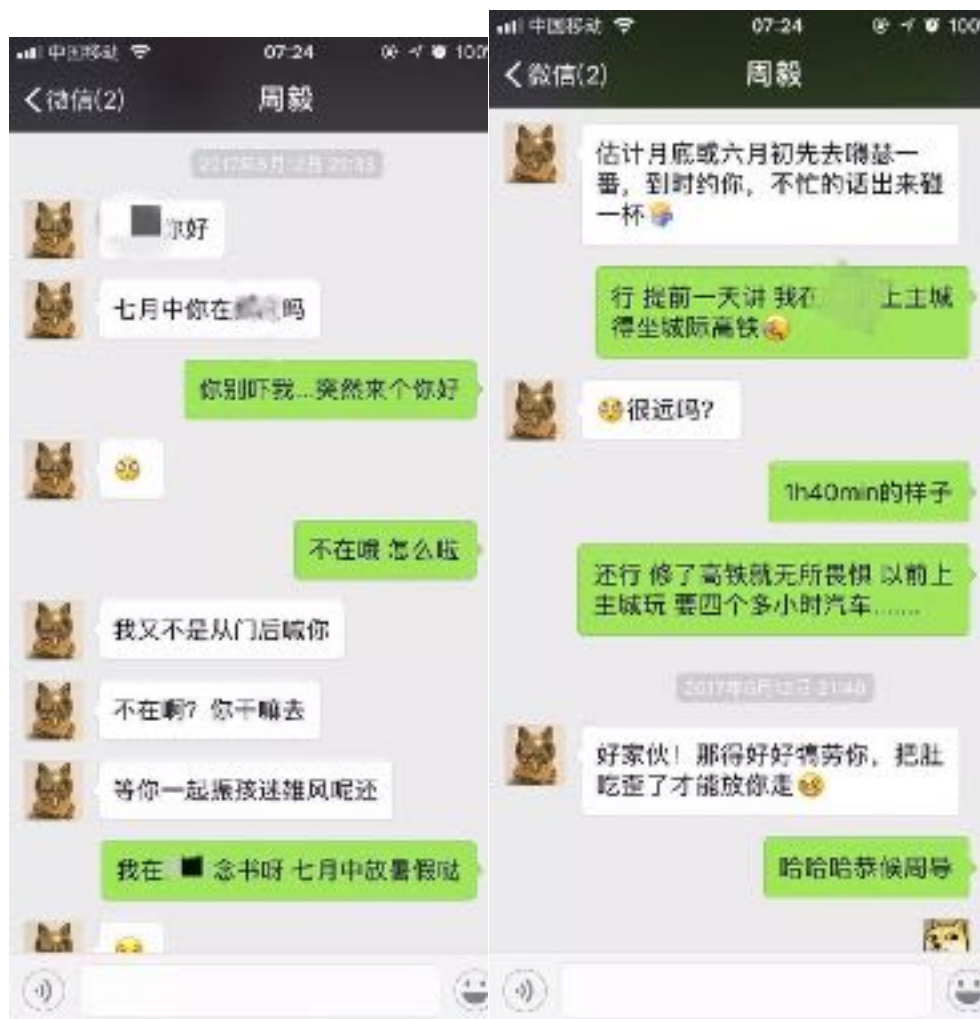 中国移动
07:24
100%
微信(2)
周毅
你好
七月中你在
吗
你别吓我...突然来个你好
不在哦 怎么啦
我又不是从门后喊你
不在啊？你干嘛去
等你一起振孩迷雄风呢还
我在
念书呀 七月中放暑假哒
中国移动
07:24
100
微信(2)
周毅
估计月底或六月初先去嘚瑟一
番，到时约你，不忙的话出来碰
一杯
行 提前一天讲 我在
上主城
得坐城际高铁
很远吗？
1h40min的样子
还行 修了高铁就无所畏惧 以前上
主城玩 要四个多小时汽车.......
好家伙！那得好好犒劳你，把肚
吃歪了才能放你走
哈哈哈恭候周导